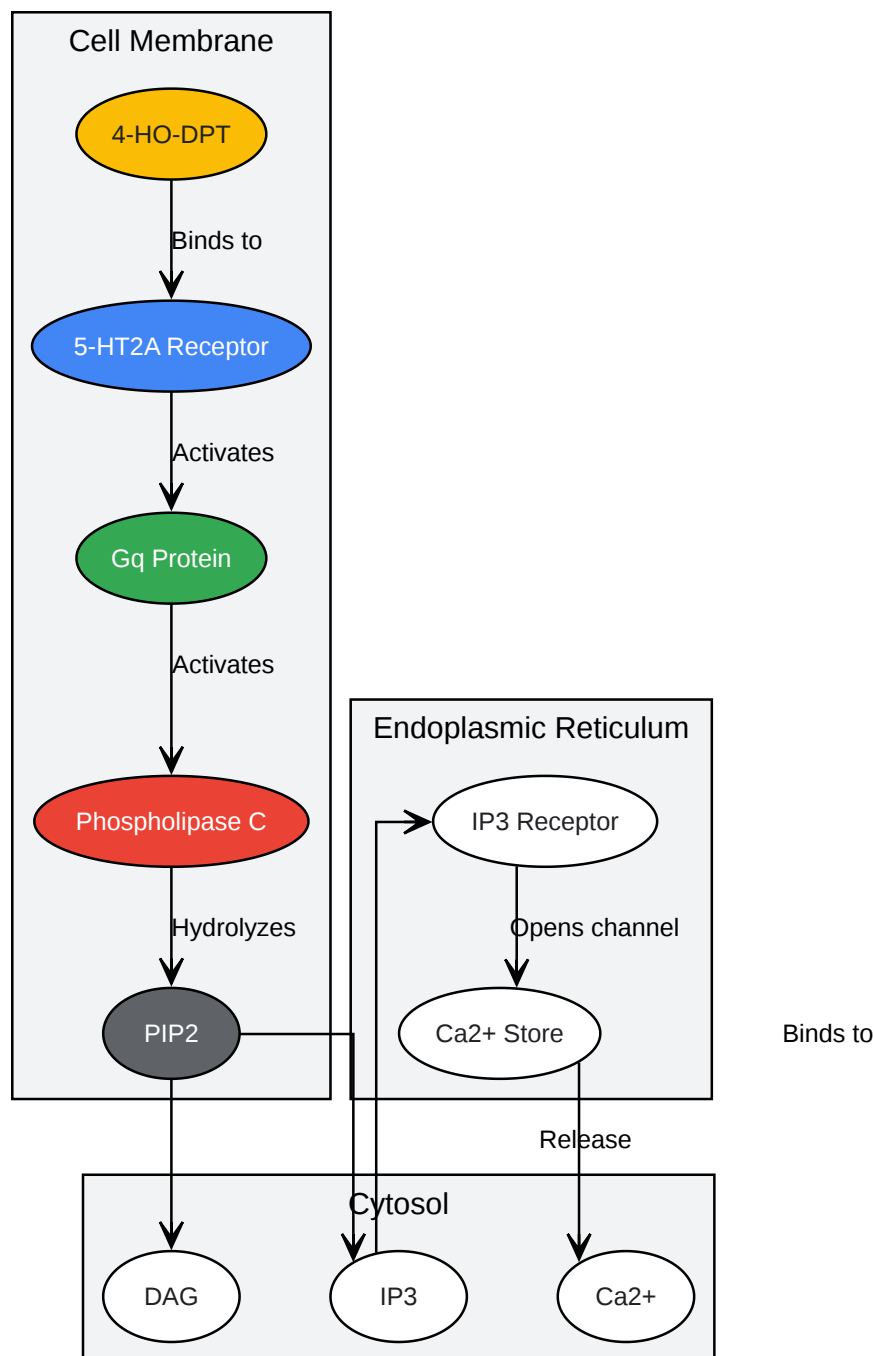 Cell Membrane
4-HO-DPT
Binds to
5-HT2A Receptor
Activates
Gq Protein
Activates
Endoplasmic Reticulum
Phospholipase C
IP3 Receptor
Hydrolyzes
Opens channel
PIP2
Ca2+ Store
Binds to
Release
Cytosol
DAG
IP3
Ca2+